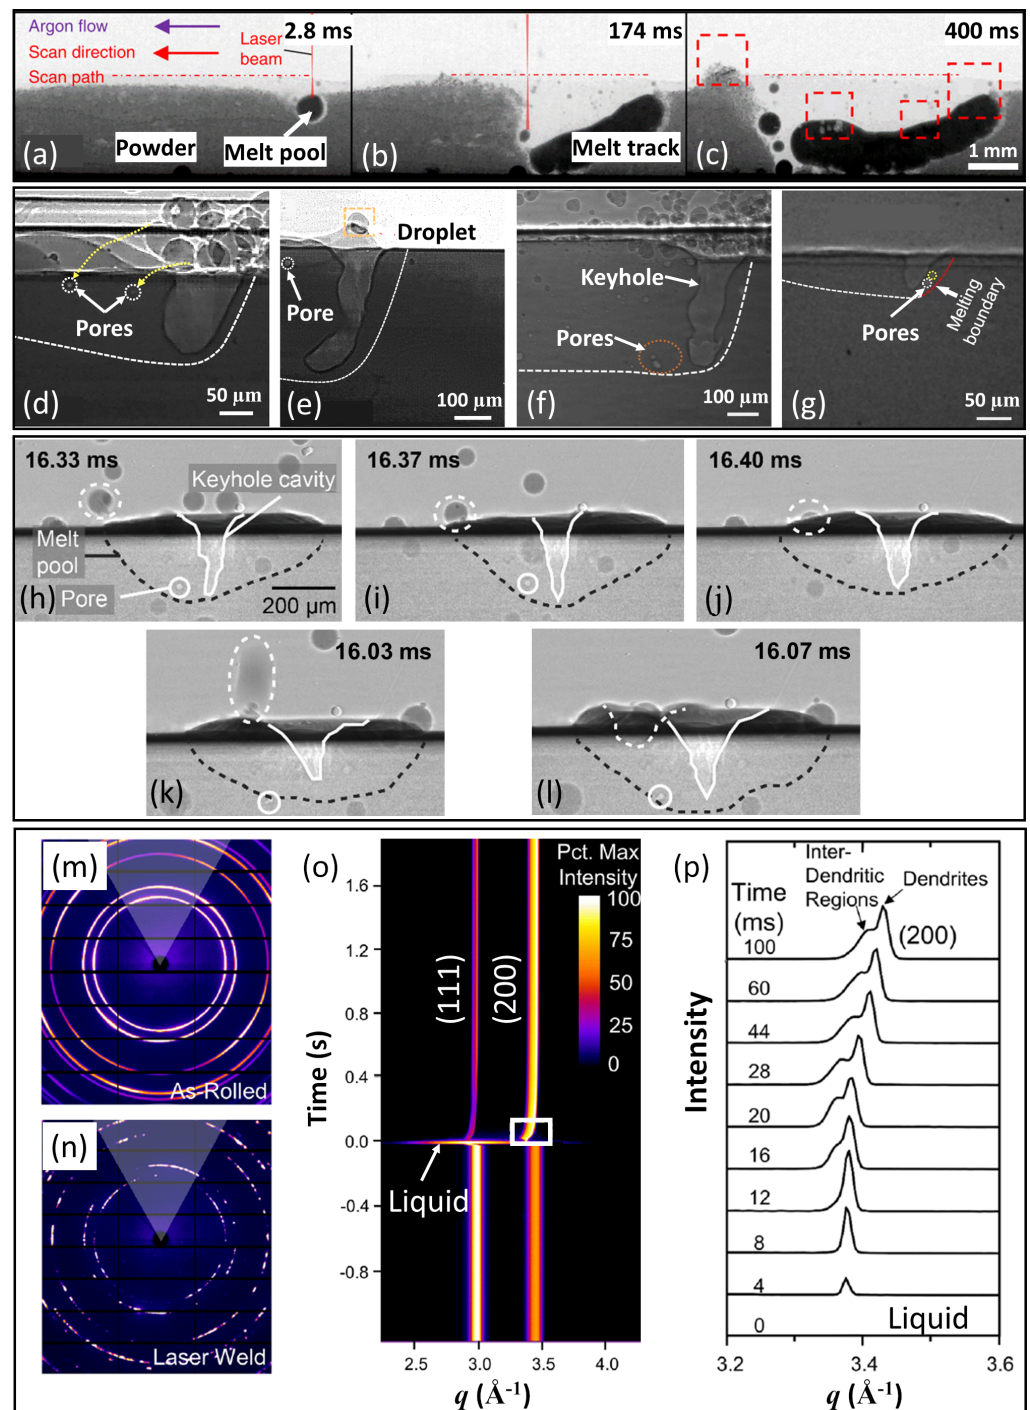 Argon flow
Scan direction
Scan path
2.8 ms
Laser
beam
Powder
Melt pool
(a)
174 ms
Melt track
(b)
400 ms
(c)
1 mm
Pores
(d)
50 µm
Droplet
Pore
(e)
100 µm
Keyhole
Pores
(f)
100 µm
Pores
Melting
boundary
(g)
50 µm
16.33 ms
Keyhole cavity
Melt
pool
Pore
(h)
200 µm
16.37 ms
(i)
16.40 ms
(j)
16.03 ms
(k)
16.07 ms
(l)
(m)
As-Rolled
(n)
Laser Weld
(o)
Pct. Max
Intensity
100
75
50
25
0
(111)
(200)
Liquid
Time (s)
1.6
1.2
0.8
0.4
0.0
-0.4
-0.8
2.5
3.0
3.5
4.0
q (Å-1)
(p)
Inter-
Dendritic
Regions
Dendrites
Time
(ms)
(200)
100
60
44
28
20
16
12
8
4
0
Liquid
Intensity
3.2
3.4
3.6
q (Å-1)